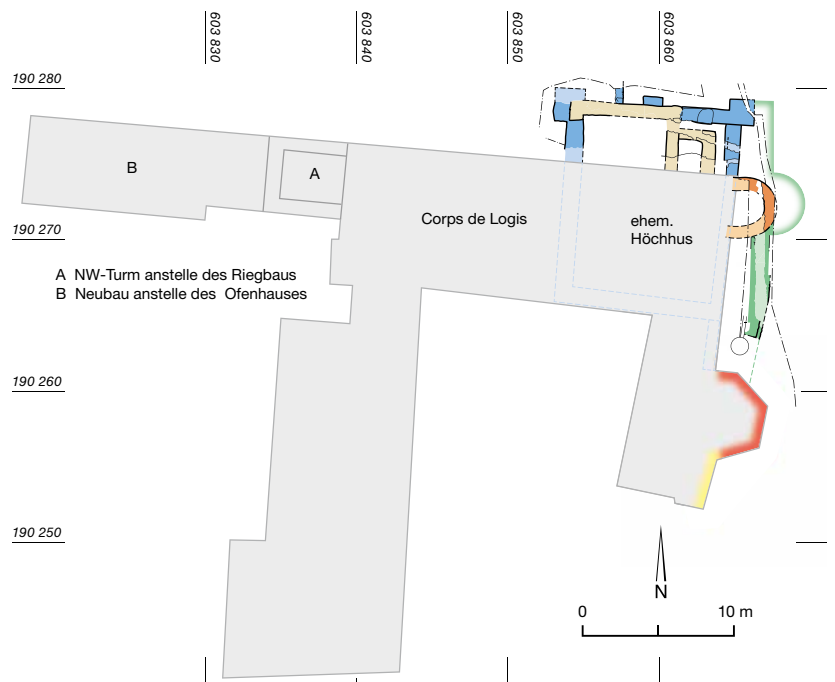 603 830
603 840
603 850
603 860
190 280
B
A
Corps de Logis
ehem.
Höchhus
190 270
A NW-Turm anstelle des Riegbaus
B Neubau anstelle des Ofenhauses
190 260
190 250
N
0 10 m